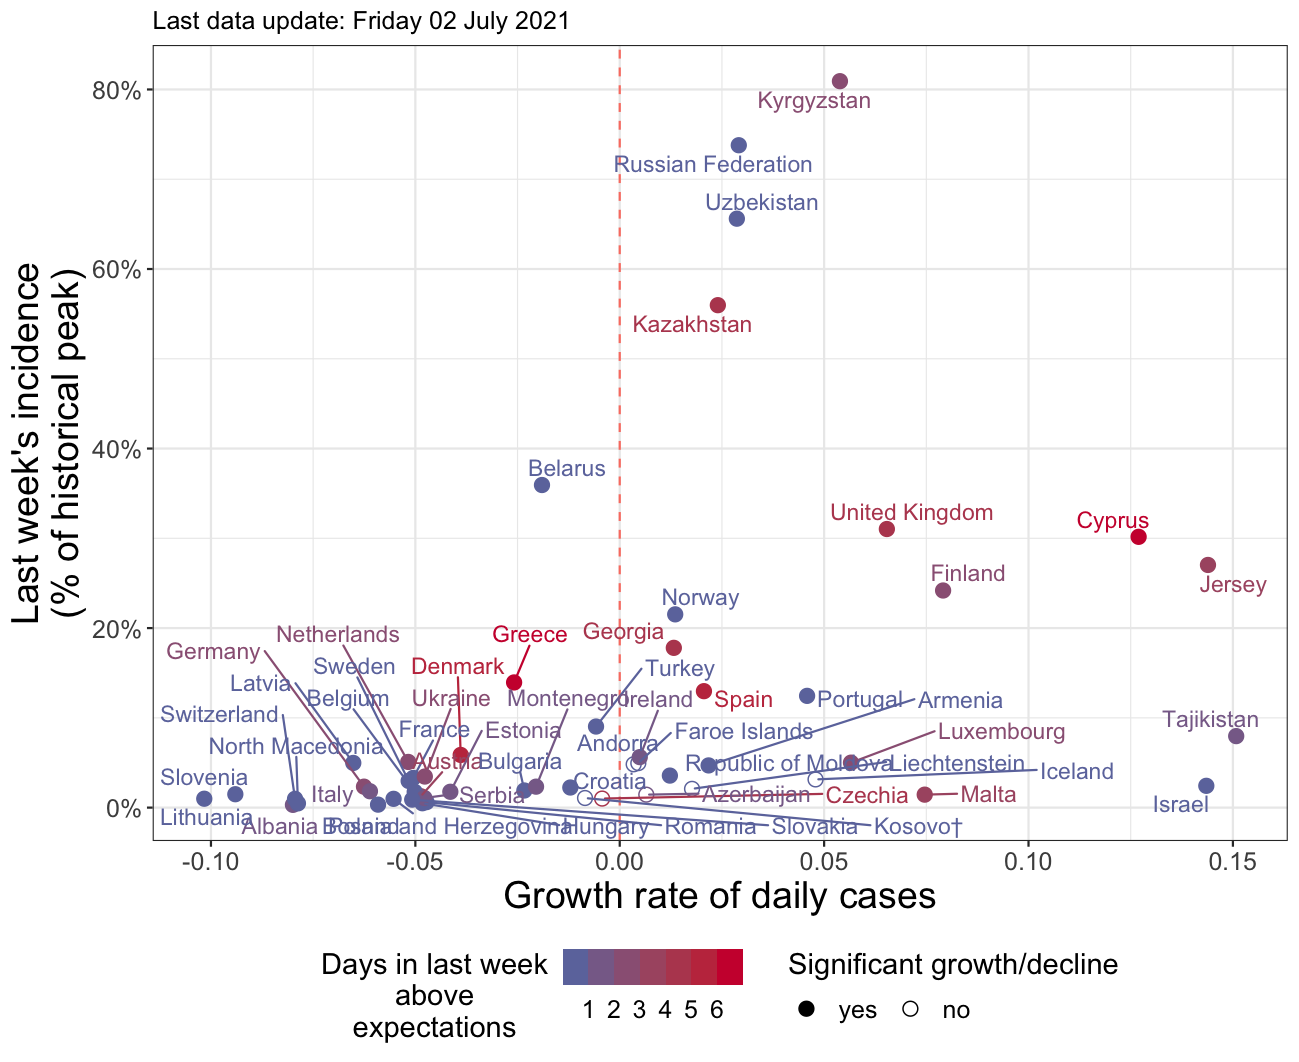 Last data update: Friday 02 July 2021
Last week's incidence
(% of historical peak)
80%
60%
40%
20%
0%
Kyrgyzstan
Russian Federation
Uzbekistan
Kazakhstan
Belarus
United Kingdom
Cyprus
Finland
Jersey
Norway
Netherlands
Greece
Georgia
Germany
Sweden
Denmark
Turkey
Latvia
Belgium
Ukraine
Montenegro
Ireland
Spain
Portugal
Armenia
Switzerland
France
Estonia
Faroe Islands
Luxembourg
Tajikistan
North Macedonia
Andorra
Austria
Bulgaria
Republic of Moldova
Liechtenstein
Iceland
Slovenia
Croatia
Italy
Serbia
Azerbaijan
Czechia
Malta
Israel
Lithuania
Albania
Poland
Bosnia and Herzegovina
Hungary
Romania
Slovakia
Kosovo†
-0.10
-0.05
0.00
0.05
0.10
0.15
Growth rate of daily cases
Days in last week
above
expectations
1 2 3 4 5 6
Significant growth/decline
yes
no